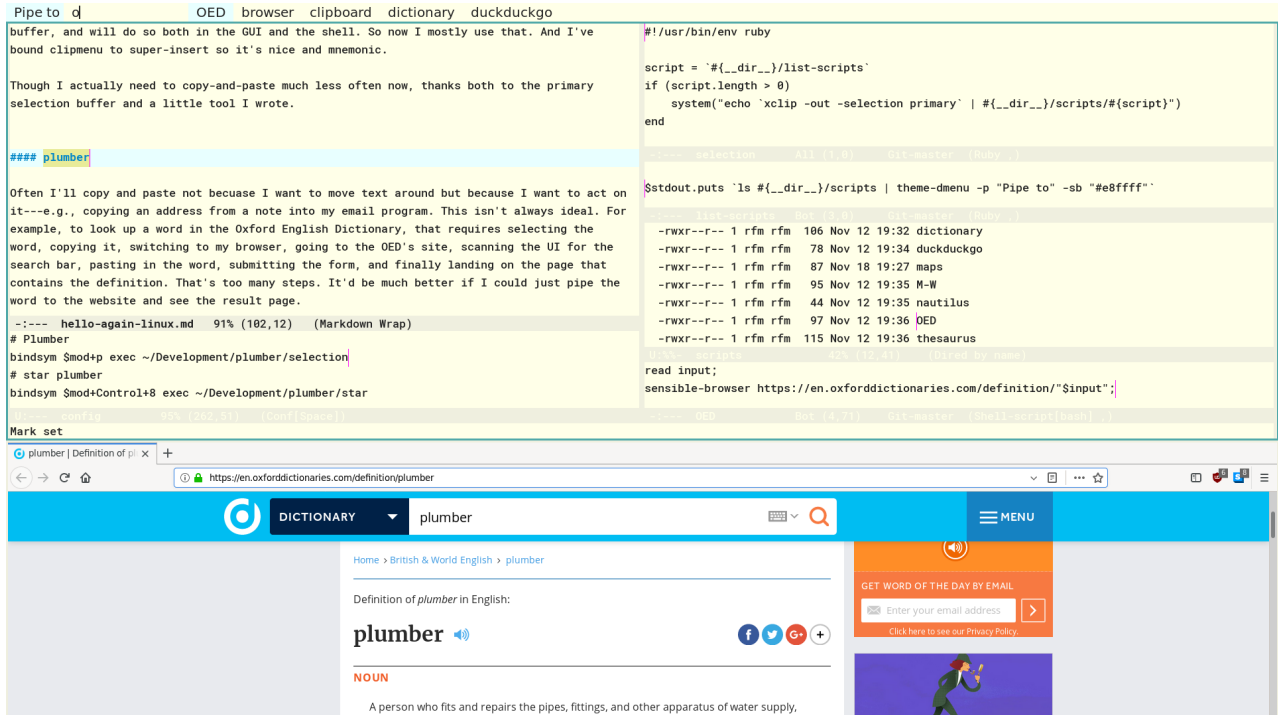 Pipe to o OED browser clipboard dictionary duckduckgo
buffer, and will do so both in the GUI and the shell. So now I mostly use that. And I've
bound clipmenu to super-insert so it's nice and mnemonic.
Though I actually need to copy-and-paste much less often now, thanks both to the primary
selection buffer and a little tool I wrote.
#### plumber
Often I'll copy and paste not becuase I want to move text around but because I want to act on
it---e.g., copying an address from a note into my email program. This isn't always ideal. For
example, to look up a word in the Oxford English Dictionary, that requires selecting the
word, copying it, switching to my browser, going to the OED's site, scanning the UI for the
search bar, pasting in the word, submitting the form, and finally landing on the page that
contains the definition. That's too many steps. It'd be much better if I could just pipe the
word to the website and see the result page.
-:--- hello-again-linux.md 91% (102,12) (Markdown Wrap)
# Plumber
bindsym $mod+p exec ~/Development/plumber/selection
# star plumber
bindsym $mod+Control+8 exec ~/Development/plumber/star
U:--- config 95% (262,51) (Conf[Space])
Mark set
#!/usr/bin/env ruby
script = `#{__dir__}/list-scripts`
if (script.length > 0)
system("echo `xclip -out -selection primary` | #{__dir__}/scripts/#{script}")
end
-:--- selection All (1,0) Git-master (Ruby ,)
$stdout.puts `ls #{__dir__}/scripts | theme-dmenu -p "Pipe to" -sb "#e8ffff"`
-:--- list-scripts Bot (3,0) Git-master (Ruby ,)
-rwxr--r-- 1 rfm rfm 106 Nov 12 19:32 dictionary
-rwxr--r-- 1 rfm rfm 78 Nov 12 19:34 duckduckgo
-rwxr--r-- 1 rfm rfm 87 Nov 18 19:27 maps
-rwxr--r-- 1 rfm rfm 95 Nov 12 19:35 M-W
-rwxr--r-- 1 rfm rfm 44 Nov 12 19:35 nautilus
-rwxr--r-- 1 rfm rfm 97 Nov 12 19:36 OED
-rwxr--r-- 1 rfm rfm 115 Nov 12 19:36 thesaurus
U:%%- scripts 42% (12,41) (Dired by name)
read input;
sensible-browser https://en.oxforddictionaries.com/definition/"$input";
-:--- OED Bot (4,71) Git-master (Shell-script[bash] ,)
plumber | Definition of pl
https://en.oxforddictionaries.com/definition/plumber
6
8
DICTIONARY
plumber
MENU
Home > British & World English > plumber
Definition of plumber in English:
plumber
NOUN
A person who fits and repairs the pipes, fittings, and other apparatus of water supply,
GET WORD OF THE DAY BY EMAIL
Enter your email address
Click here to see our Privacy Policy.